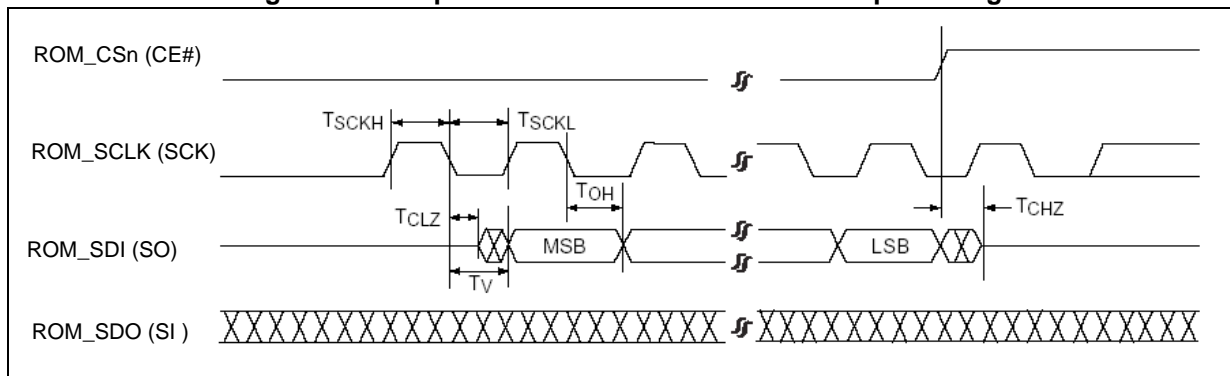 ROM_CSn (CE#)
TSCKH
TSCKL
ROM_SCLK (SCK)
TOH
TCLZ
TCHZ
ROM_SDI (SO)
MSB
LSB
TV
ROM_SDO (SI )